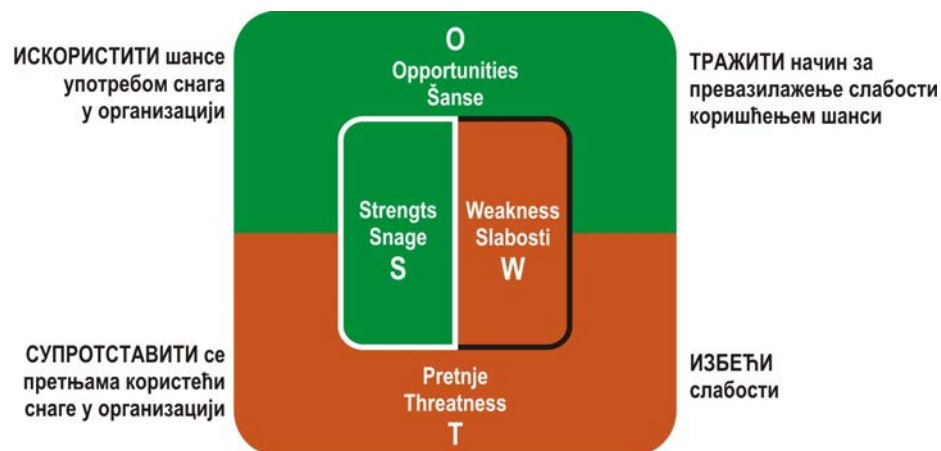 ИСКОРИСТИТИ шансе
употребом снага
у организацији
O
Opportunities
Šanse
ТРАЖИТИ начин за
превазилажење слабости
коришћењем шанси
Strengts
Snage
S
Weakness
Slabosti
W
СУПРОТСТАВИТИ се
претњама користећи
снаге у организацији
Pretnje
Threatness
T
ИЗБЕЋИ
слабости